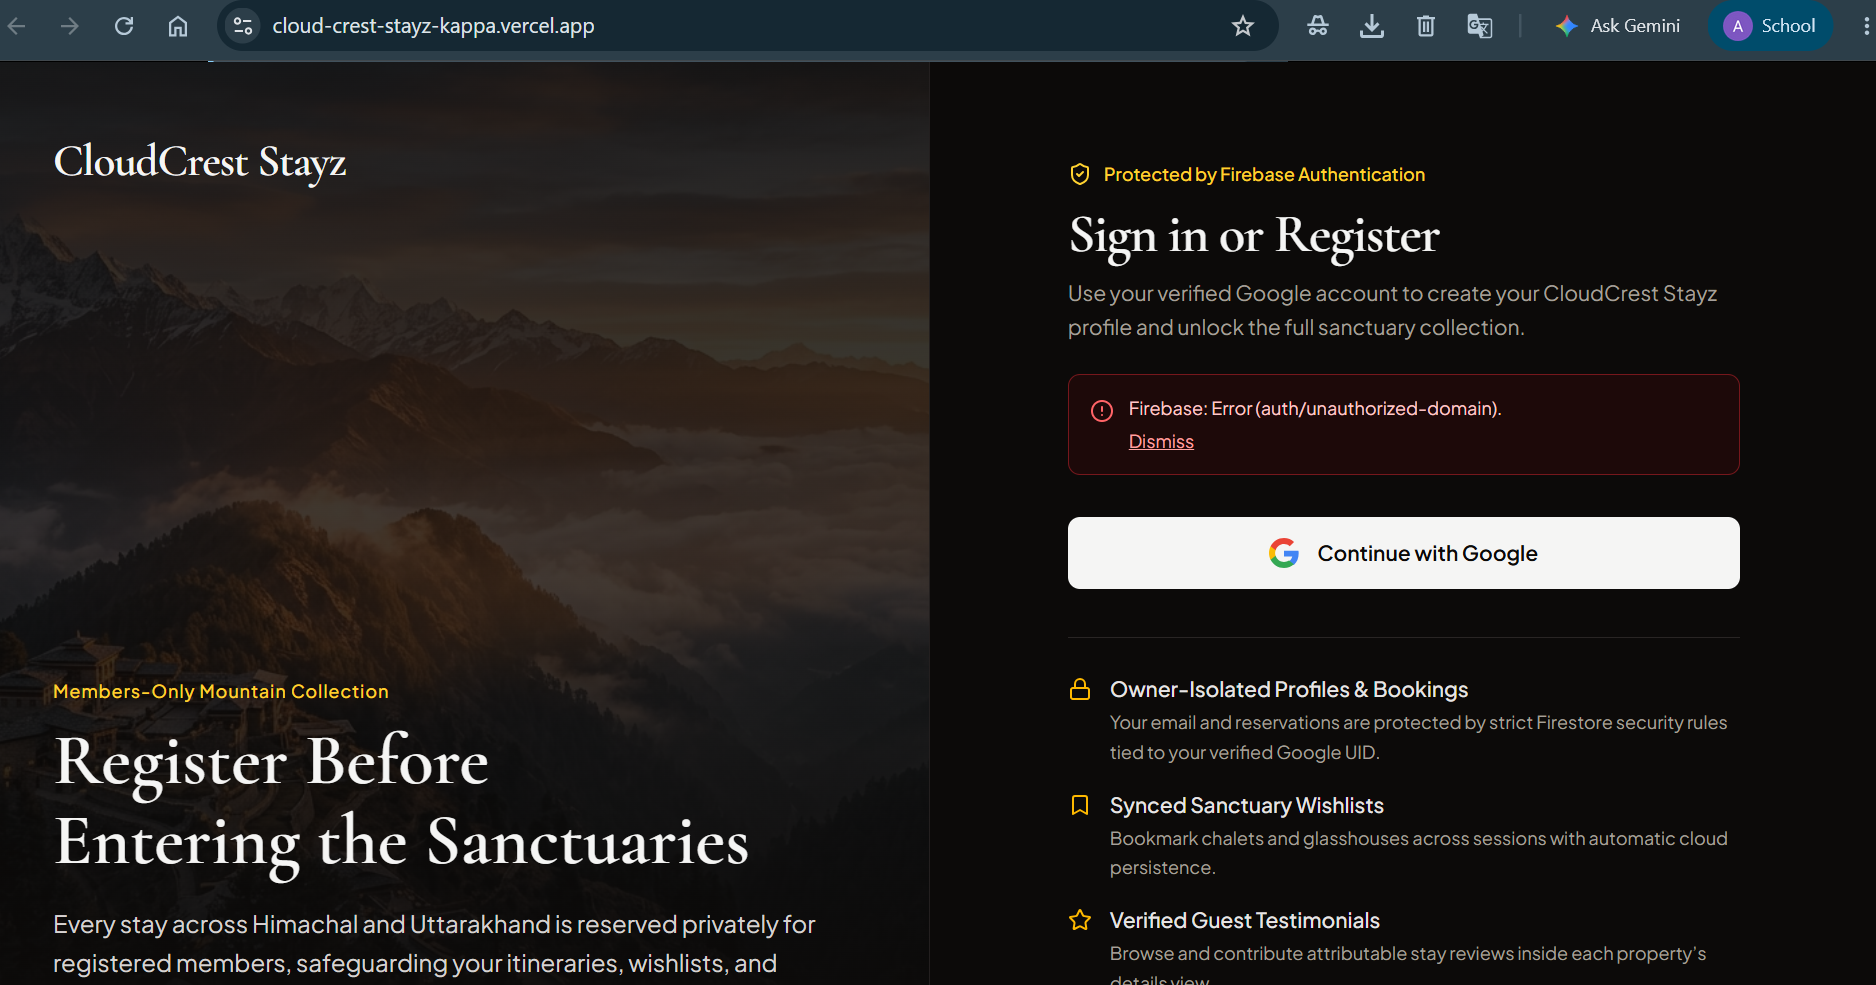 cloud-crest-stayz-kappa.vercel.app
Ask Gemini
A
School
CloudCrest Stayz
Members-Only Mountain Collection
Register Before
Entering the Sanctuaries
Every stay across Himachal and Uttarakhand is reserved privately for
registered members, safeguarding your itineraries, wishlists, and
Protected by Firebase Authentication
Sign in or Register
Use your verified Google account to create your CloudCrest Stayz
profile and unlock the full sanctuary collection.
Firebase: Error (auth/unauthorized-domain).
Dismiss
Continue with Google
Owner-Isolated Profiles & Bookings
Your email and reservations are protected by strict Firestore security rules
tied to your verified Google UID.
Synced Sanctuary Wishlists
Bookmark chalets and glasshouses across sessions with automatic cloud
persistence.
Verified Guest Testimonials
Browse and contribute attributable stay reviews inside each property's
details view.